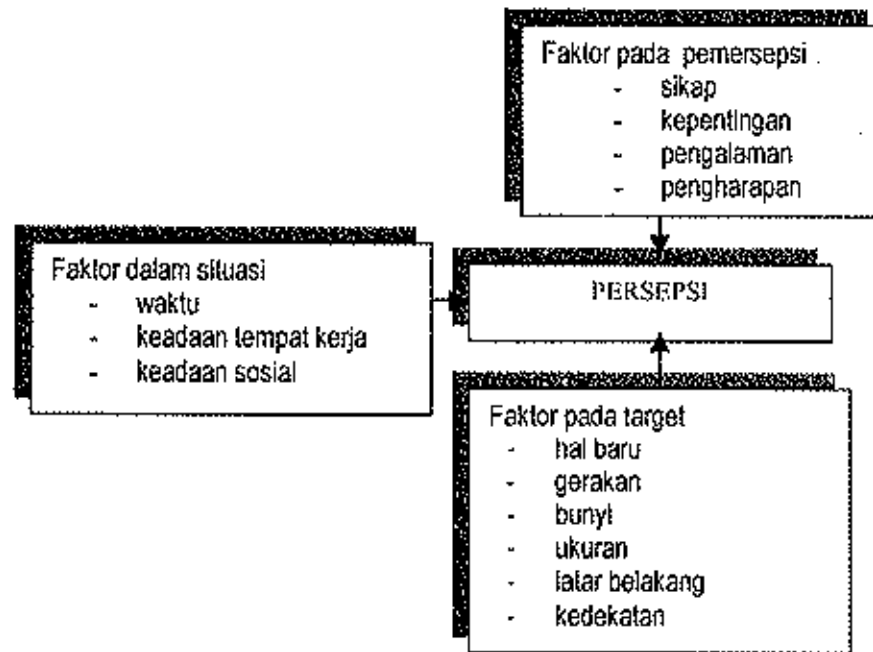 Faktor pada pemersepsi
- sikap
- kepentingan
- pengalaman
- pengharapan
Faktor dalam situasi
- waktu
- keadaan tempat kerja
- keadaan sosial
PERSEPSI
Faktor pada target
- hal baru
- gerakan
- bunyi
- ukuran
- latar belakang
- kedekatan